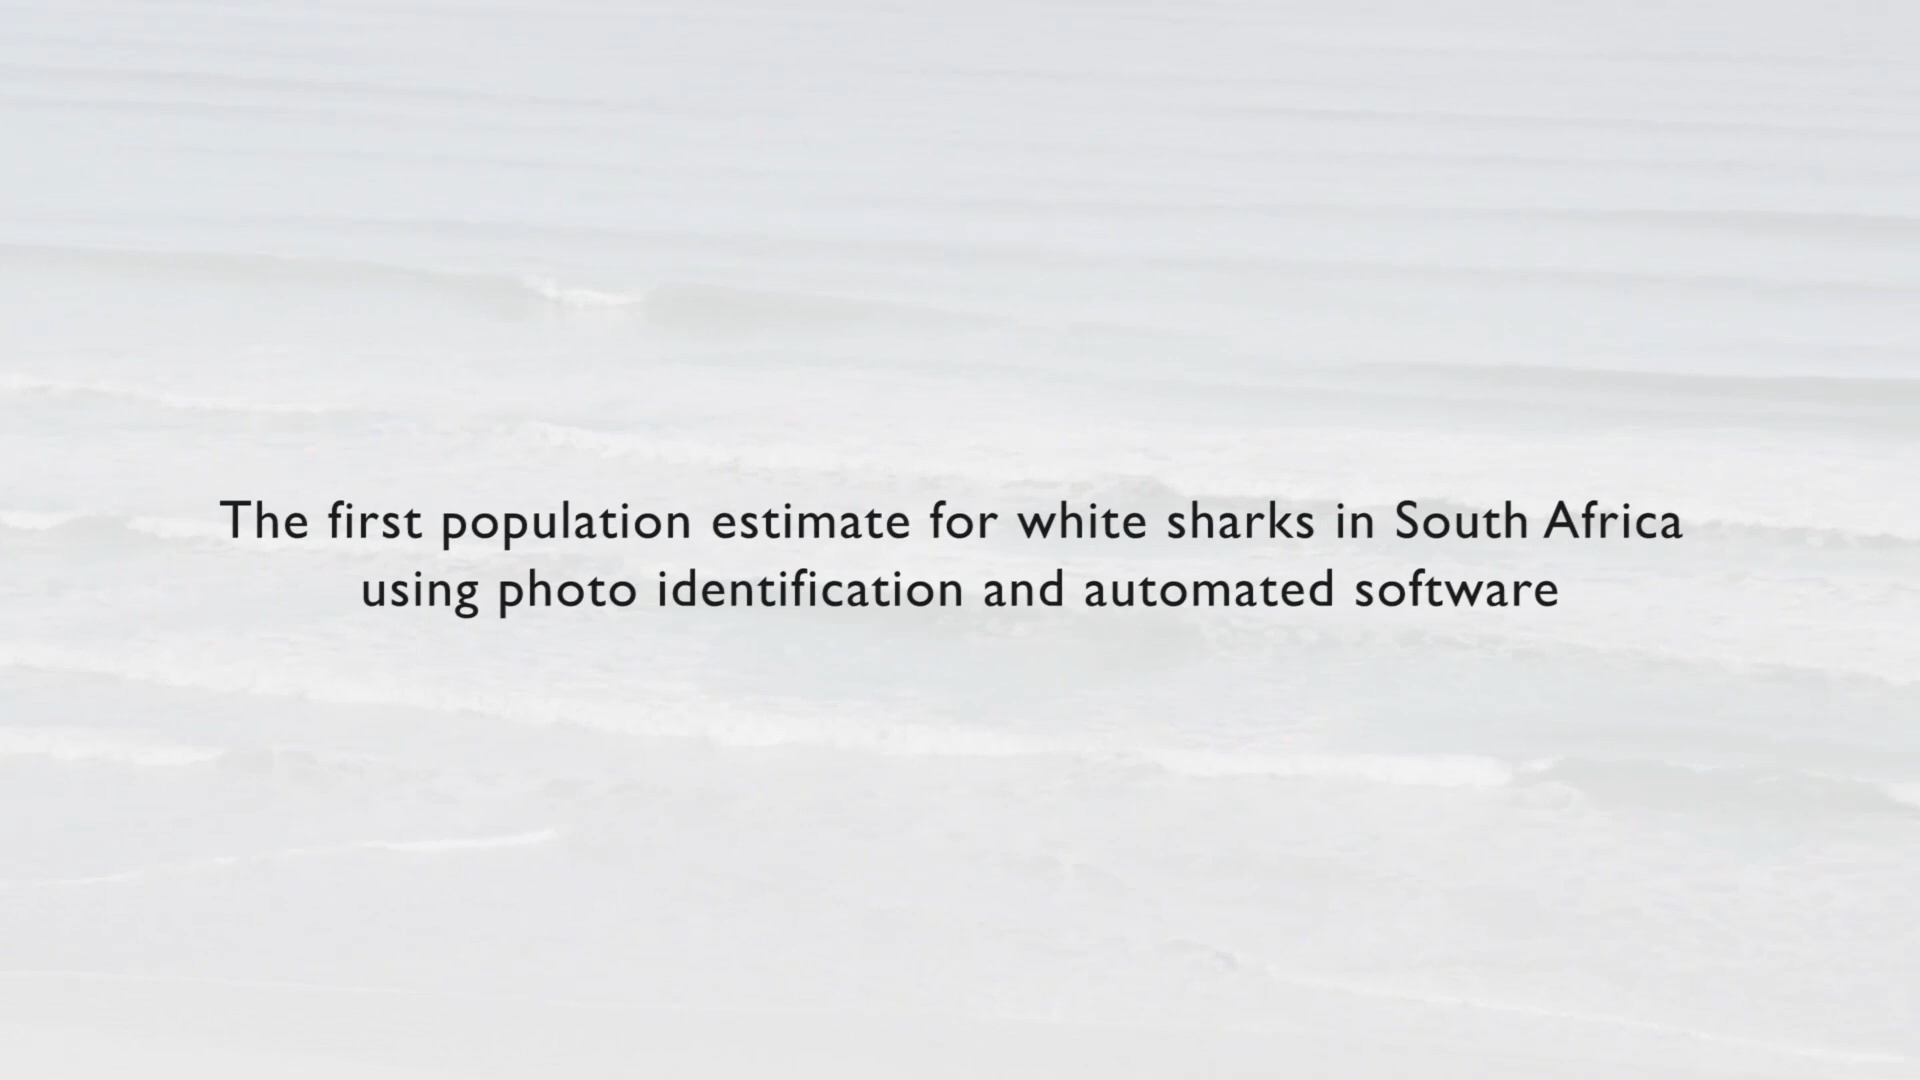 The first population estimate for white sharks in South Africa
using photo identification and automated software